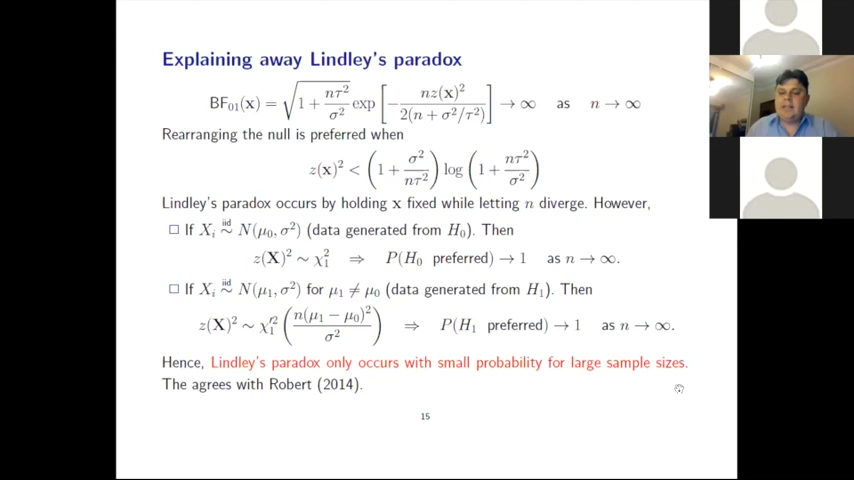 Explaining away Lindley's paradox
BF₀₁(x) = √(1 + nτ²/σ²) exp[−nz(x)²/(2(n + σ²/τ²))] → ∞ as n → ∞
Rearranging the null is preferred when
z(x)² < (1 + σ²/nτ²) log (1 + nτ²/σ²)
Lindley's paradox occurs by holding x fixed while letting n diverge. However,
□ If Xᵢ iid∼ N(μ₀, σ²) (data generated from H₀). Then
z(X)² ∼ χ²₁ ⇒ P(H₀ preferred) → 1 as n → ∞.
□ If Xᵢ iid∼ N(μ₁, σ²) for μ₁ ≠ μ₀ (data generated from H₁). Then
z(X)² ∼ χ′²₁ (n(μ₁ − μ₀)²/σ²) ⇒ P(H₁ preferred) → 1 as n → ∞.
Hence, Lindley's paradox only occurs with small probability for large sample sizes.
The agrees with Robert (2014).
15